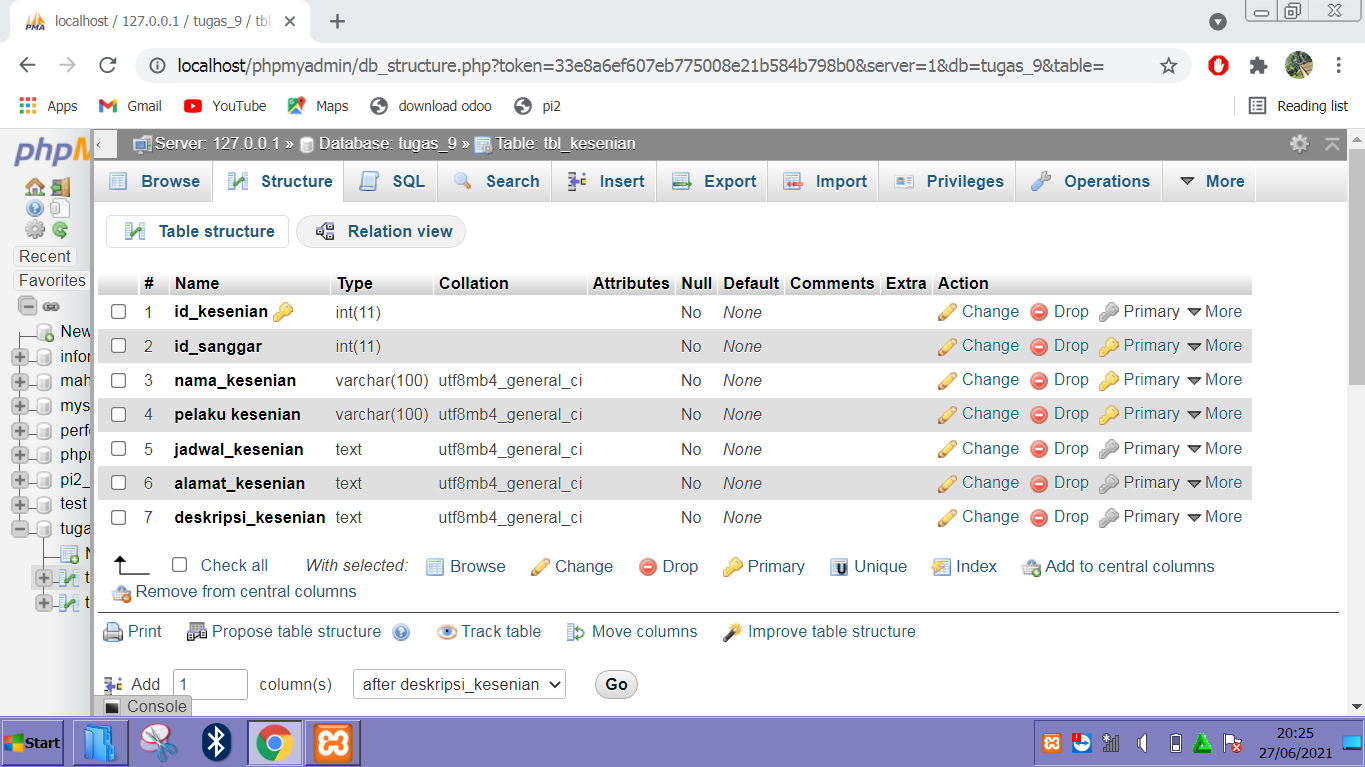 localhost / 127.0.0.1 / tugas_9 / tbl
localhost/phpmyadmin/db_structure.php?token=33e8a6ef607eb775008e21b584b798b0&server=1&db=tugas_9&table=
Apps Gmail YouTube Maps download odoo pi2 Reading list
phpM
Recent
Favorites
New
infor
mah
mys
perfo
phpm
pi2_
test
tuga
N
t
t
Server: 127.0.0.1 » Database: tugas_9 » Table: tbl_kesenian
Browse Structure SQL Search Insert Export Import Privileges Operations More
Table structure Relation view
# Name Type Collation Attributes Null Default Comments Extra Action
1 id_kesenian int(11) No None Change Drop Primary More
2 id_sanggar int(11) No None Change Drop Primary More
3 nama_kesenian varchar(100) utf8mb4_general_ci No None Change Drop Primary More
4 pelaku kesenian varchar(100) utf8mb4_general_ci No None Change Drop Primary More
5 jadwal_kesenian text utf8mb4_general_ci No None Change Drop Primary More
6 alamat_kesenian text utf8mb4_general_ci No None Change Drop Primary More
7 deskripsi_kesenian text utf8mb4_general_ci No None Change Drop Primary More
Check all With selected: Browse Change Drop Primary Unique Index Add to central columns
Remove from central columns
Print Propose table structure Track table Move columns Improve table structure
Add 1 column(s) after deskripsi_kesenian Go
Console
Start
20:25
27/06/2021